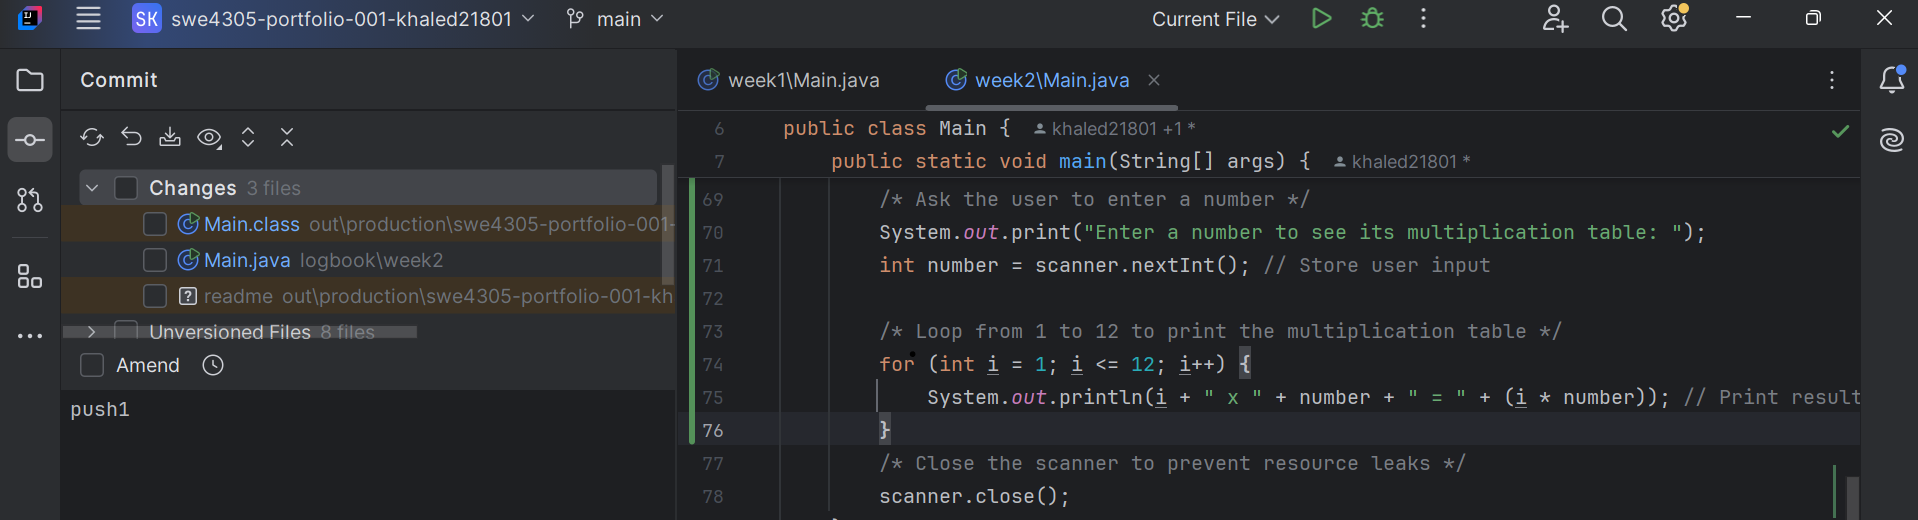 SK swe4305-portfolio-001-khaled21801 main Current File
Commit
week1\Main.java week2\Main.java
Changes 3 files
Main.class out\production\swe4305-portfolio-001-
Main.java logbook\week2
readme out\production\swe4305-portfolio-001-kh
Unversioned Files 8 files
Amend
push1
6 public class Main { khaled21801 +1 *
7 public static void main(String[] args) { khaled21801 *
69 /* Ask the user to enter a number */
70 System.out.print("Enter a number to see its multiplication table: ");
71 int number = scanner.nextInt(); // Store user input
72
73 /* Loop from 1 to 12 to print the multiplication table */
74 for (int i = 1; i <= 12; i++) {
75 System.out.println(i + " x " + number + " = " + (i * number)); // Print result
76 }
77 /* Close the scanner to prevent resource leaks */
78 scanner.close();